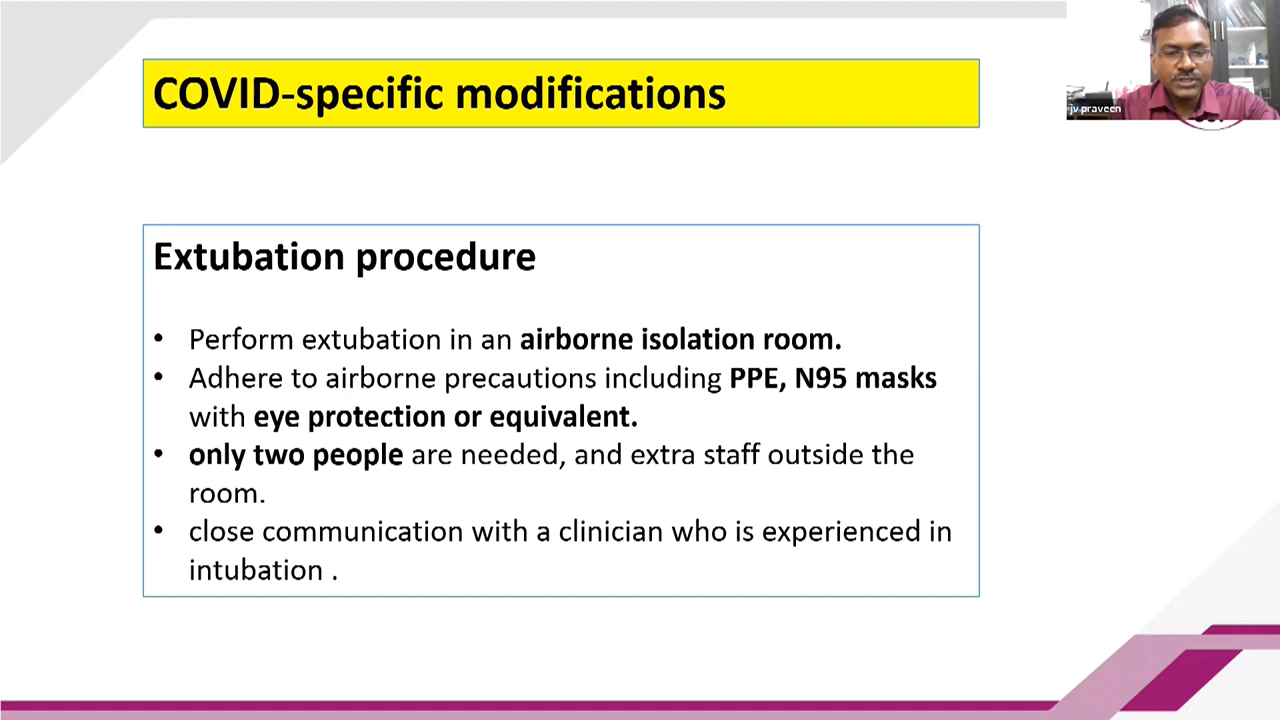 COVID-specific modifications
jv praveen
Extubation procedure
• Perform extubation in an airborne isolation room.
• Adhere to airborne precautions including PPE, N95 masks
with eye protection or equivalent.
• only two people are needed, and extra staff outside the
room.
• close communication with a clinician who is experienced in
intubation .